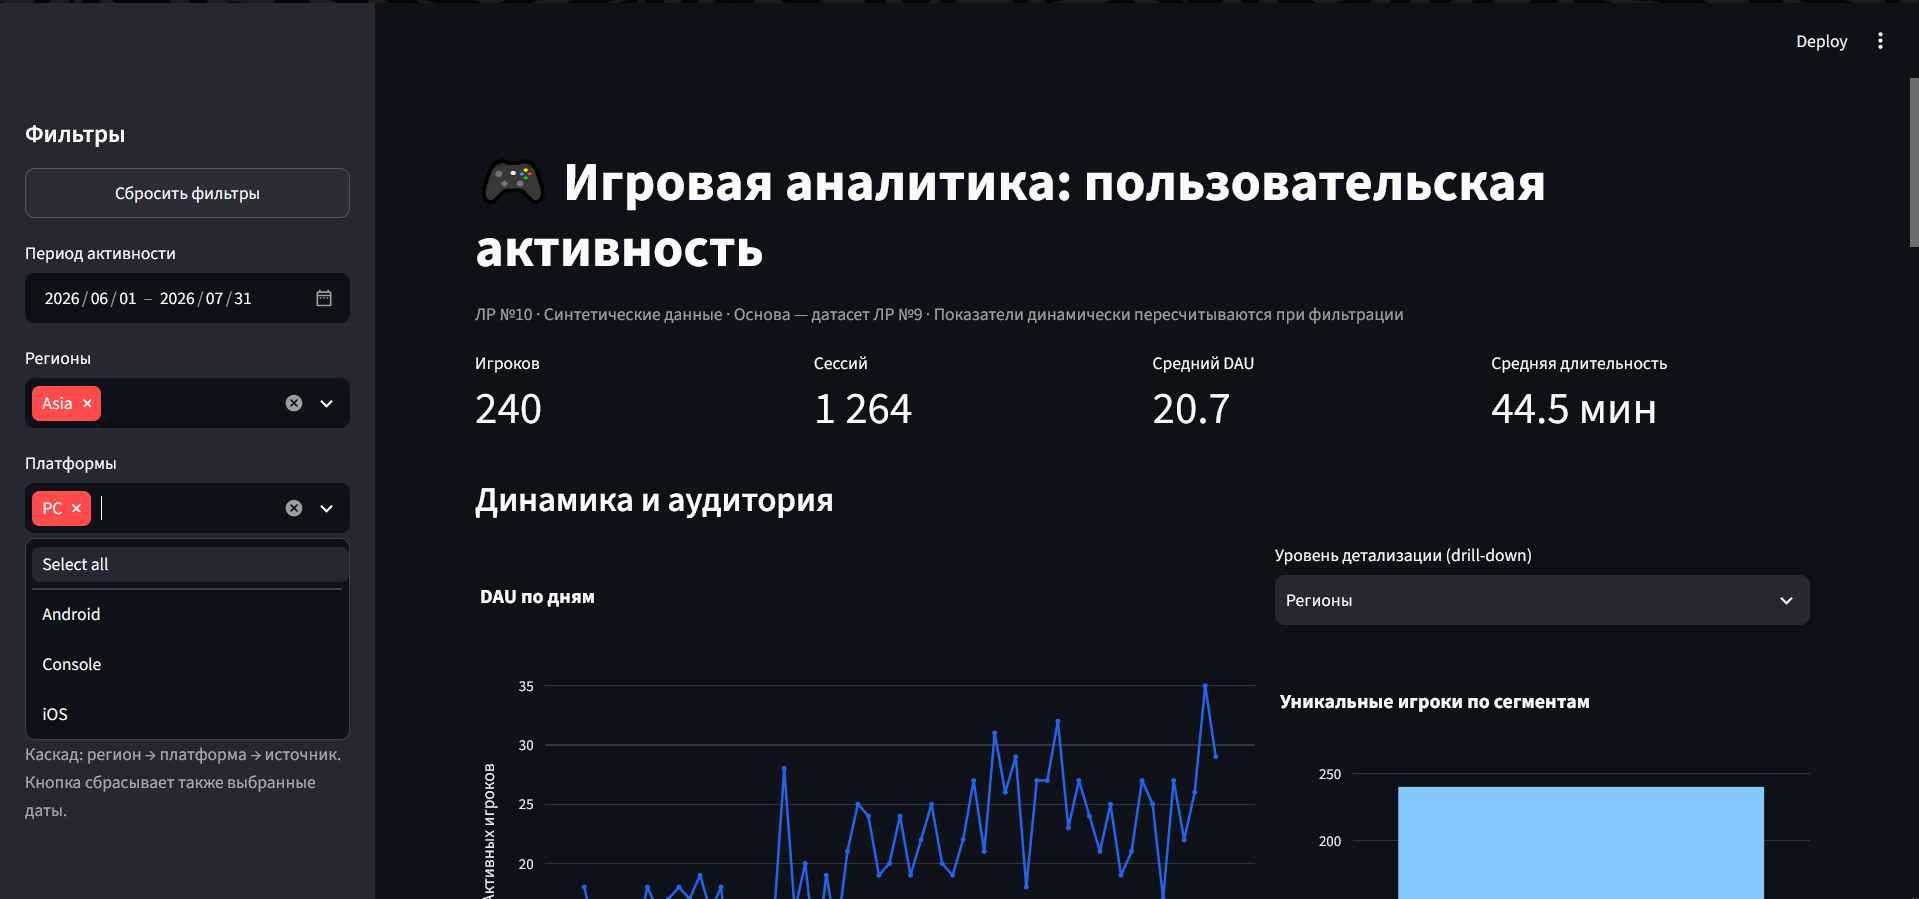 Deploy
Фильтры
Сбросить фильтры
Период активности
2026/06/01 – 2026/07/31
Регионы
Asia ×
Платформы
PC ×
Select all
Android
Console
iOS
Каскад: регион → платформа → источник.
Кнопка сбрасывает также выбранные
даты.
Игровая аналитика: пользовательская
активность
ЛР №10 · Синтетические данные · Основа — датасет ЛР №9 · Показатели динамически пересчитываются при фильтрации
Игроков
240
Сессий
1 264
Средний DAU
20.7
Средняя длительность
44.5 мин
Динамика и аудитория
DAU по дням
35
30
25
20
Активных игроков
Уровень детализации (drill-down)
Регионы
Уникальные игроки по сегментам
250
200